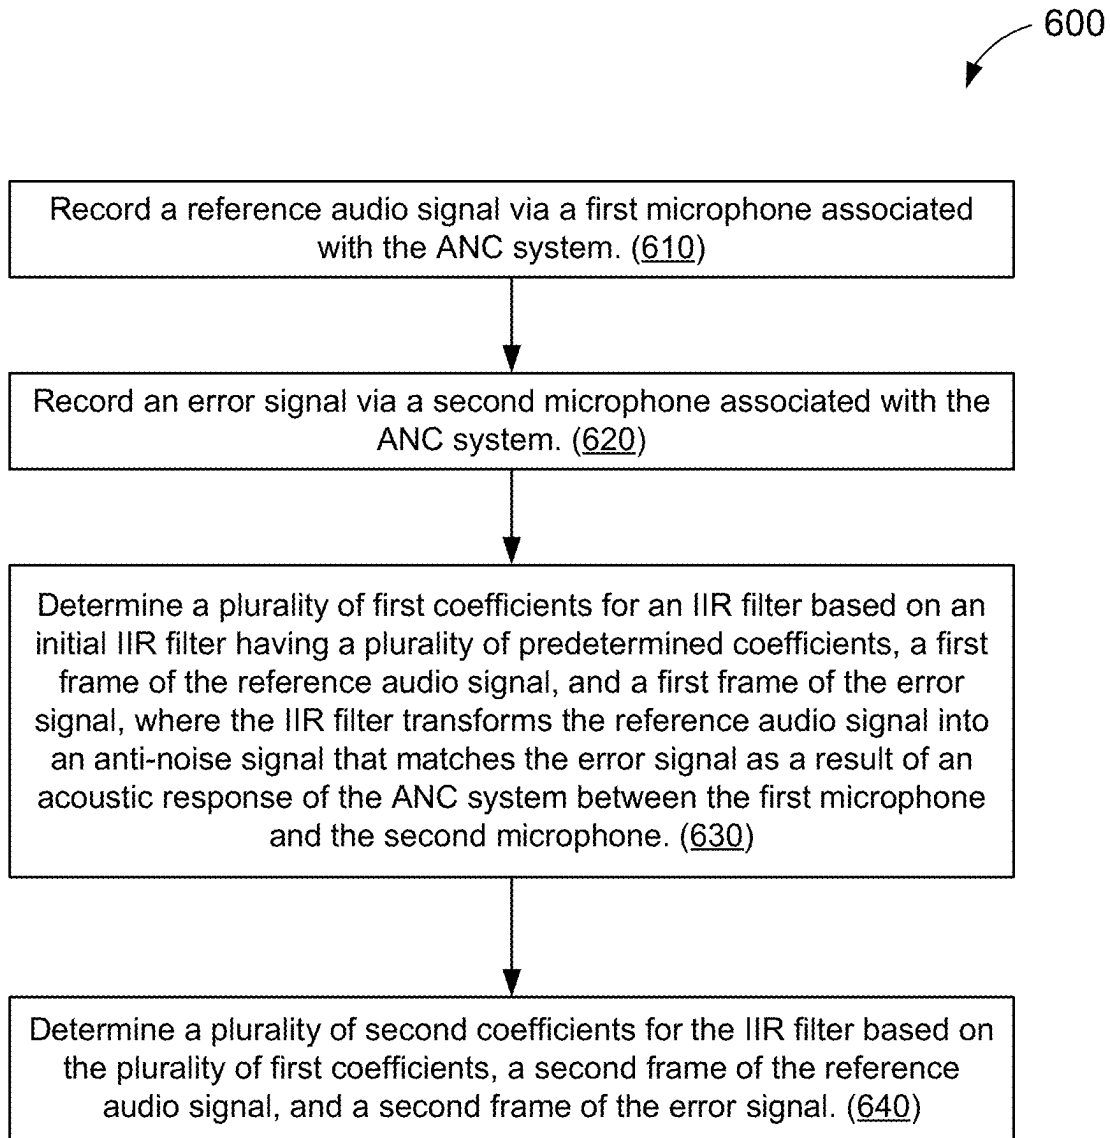 600
Record a reference audio signal via a first microphone associated
with the ANC system. (610)
Record an error signal via a second microphone associated with the
ANC system. (620)
Determine a plurality of first coefficients for an IIR filter based on an
initial IIR filter having a plurality of predetermined coefficients, a first
frame of the reference audio signal, and a first frame of the error
signal, where the IIR filter transforms the reference audio signal into
an anti-noise signal that matches the error signal as a result of an
acoustic response of the ANC system between the first microphone
and the second microphone. (630)
Determine a plurality of second coefficients for the IIR filter based on
the plurality of first coefficients, a second frame of the reference
audio signal, and a second frame of the error signal. (640)